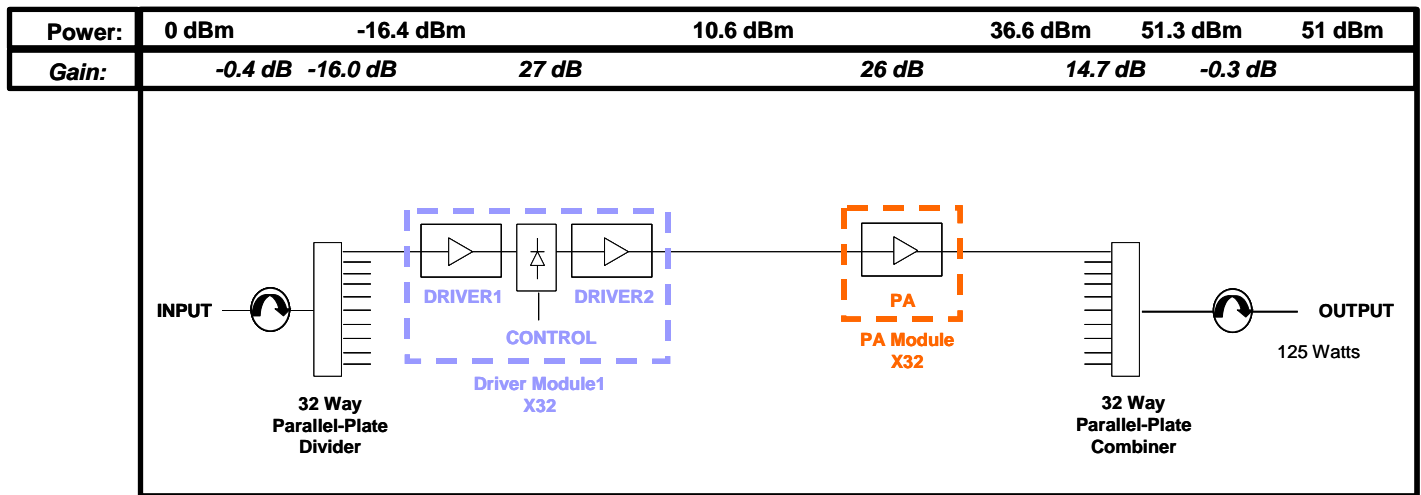 Power: 0 dBm -16.4 dBm 10.6 dBm 36.6 dBm 51.3 dBm 51 dBm
Gain: -0.4 dB -16.0 dB 27 dB 26 dB 14.7 dB -0.3 dB
DRIVER1 DRIVER2 PA
INPUT OUTPUT
CONTROL PA Module
X32
125 Watts
Driver Module1
X32
32 Way
Parallel-Plate
Divider
32 Way
Parallel-Plate
Combiner